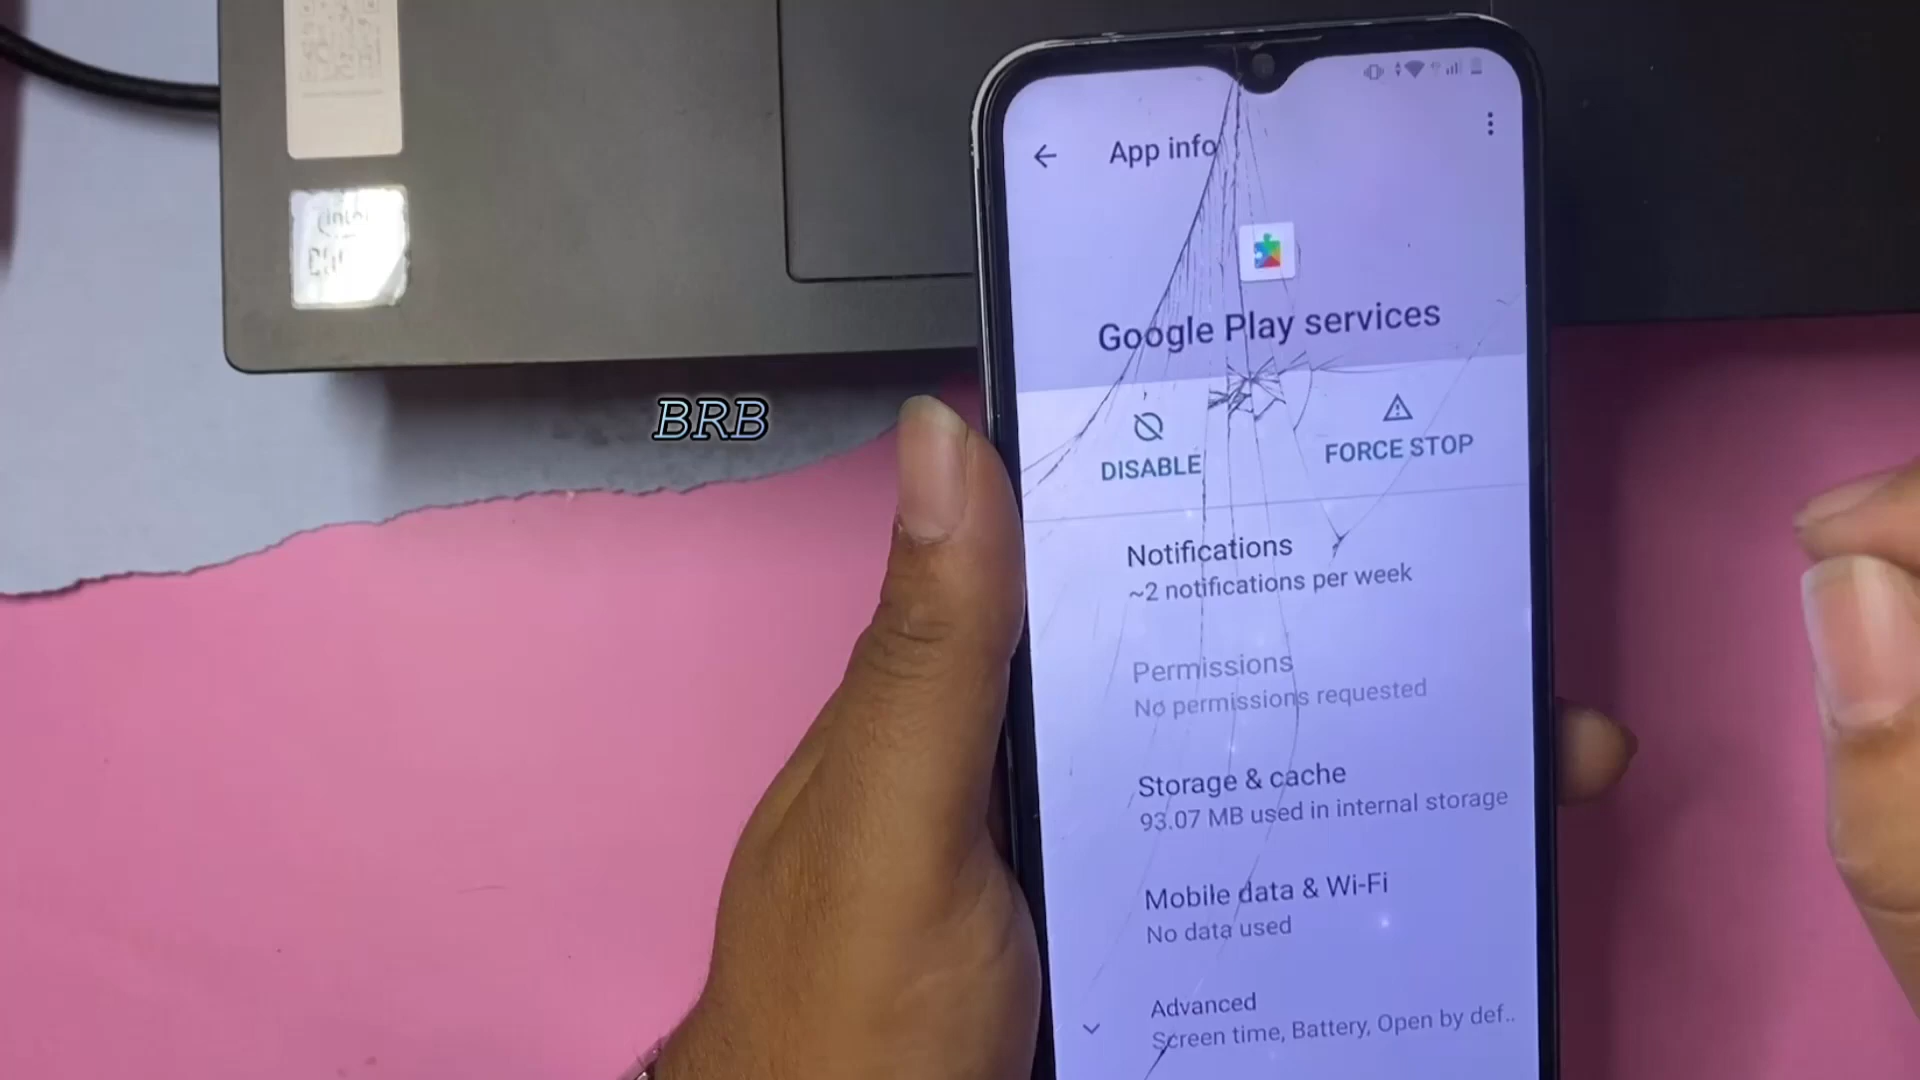 App info
Google Play services
DISABLE
FORCE STOP
BRB
Notifications
~2 notifications per week
Permissions
No permissions requested
Storage & cache
93.07 MB used in internal storage
Mobile data & Wi-Fi
No data used
Advanced
Screen time, Battery, Open by def..